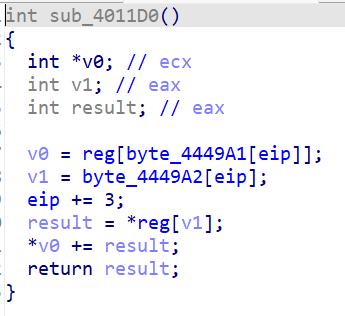 int sub_4011D0()
{
int *v0; // ecx
int v1; // eax
int result; // eax
v0 = reg[byte_4449A1[eip]];
v1 = byte_4449A2[eip];
eip += 3;
result = *reg[v1];
*v0 += result;
return result;
}